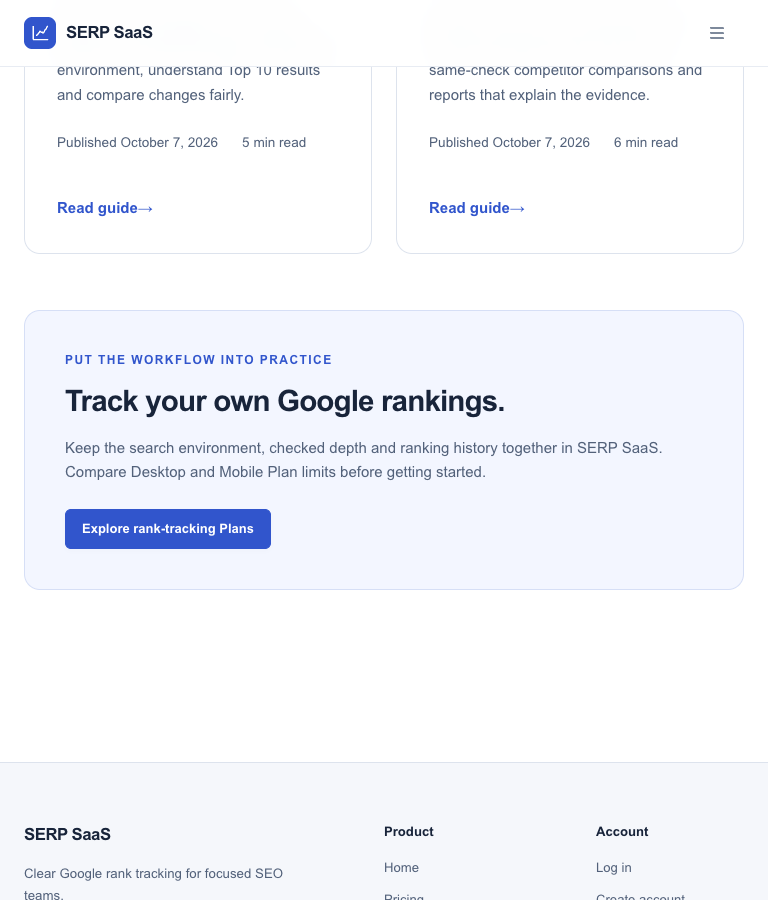 SERP SaaS
environment, understand Top 10 results
and compare changes fairly.
Published October 7, 2026 5 min read
Read guide→
same-check competitor comparisons and
reports that explain the evidence.
Published October 7, 2026 6 min read
Read guide→
PUT THE WORKFLOW INTO PRACTICE
Track your own Google rankings.
Keep the search environment, checked depth and ranking history together in SERP SaaS.
Compare Desktop and Mobile Plan limits before getting started.
Explore rank-tracking Plans
SERP SaaS
Clear Google rank tracking for focused SEO
teams.
Product
Home
Pricing
Account
Log in
Create account